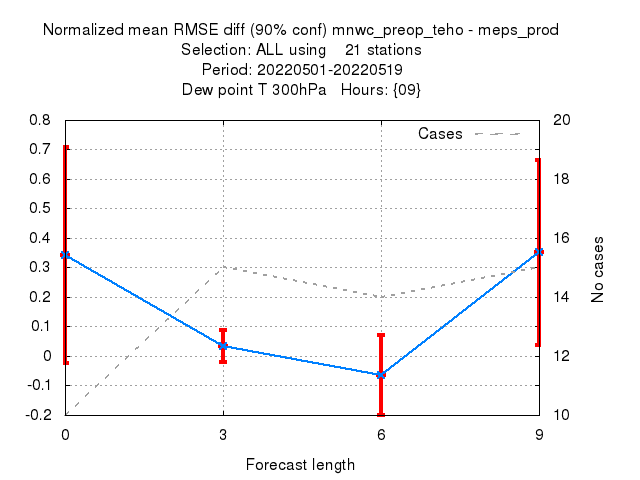 Normalized mean RMSE diff (90% conf) mnwc_preop_teho - meps_prod
Selection: ALL using    21 stations
Period: 20220501-20220519
Dew point T 300hPa   Hours: {09}
Cases
0.8
0.7
0.6
0.5
0.4
0.3
0.2
0.1
0
-0.1
-0.2
20
18
16
14
12
10
No cases
0 3 6 9
Forecast length